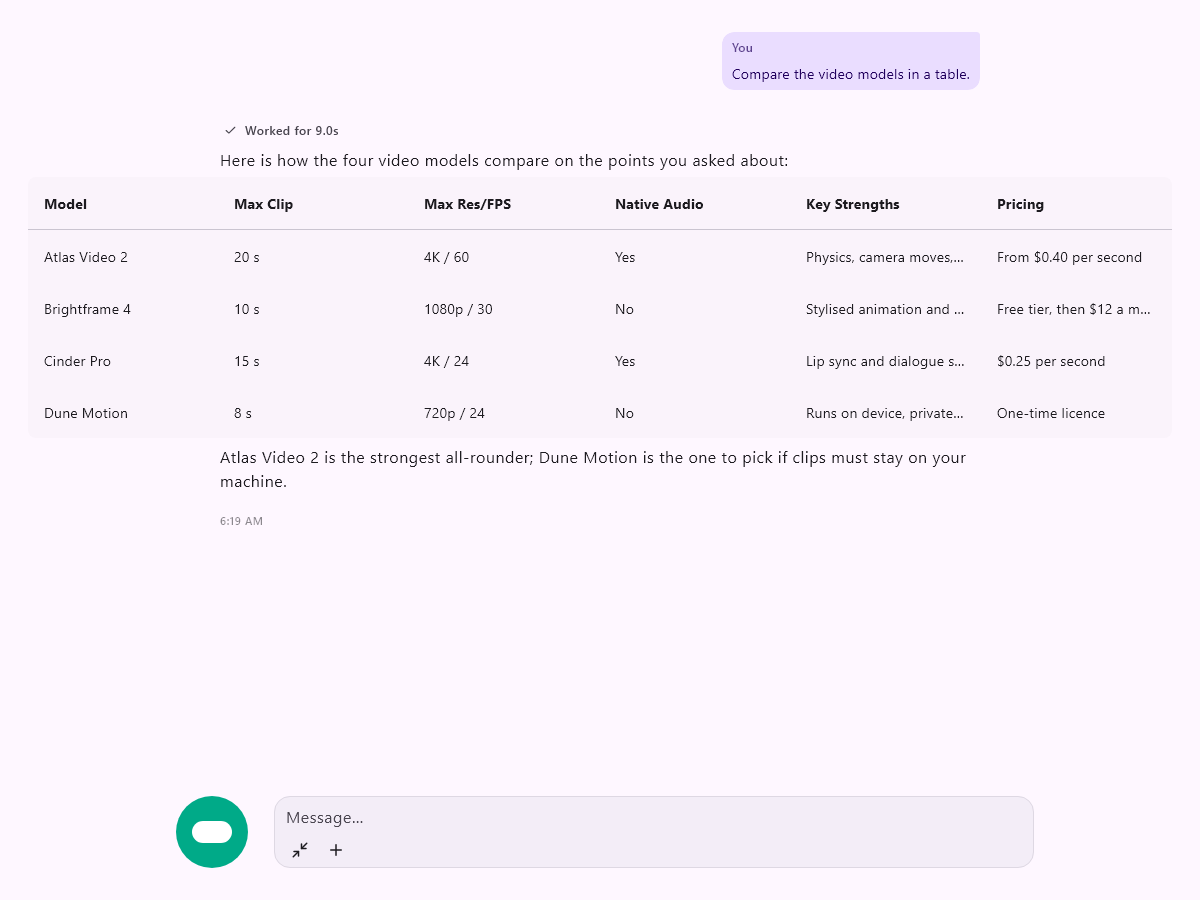 You
Compare the video models in a table.
Worked for 9.0s
Here is how the four video models compare on the points you asked about:
Model Max Clip Max Res/FPS Native Audio Key Strengths Pricing
Atlas Video 2 20 s 4K / 60 Yes Physics, camera moves,... From $0.40 per second
Brightframe 4 10 s 1080p / 30 No Stylised animation and ... Free tier, then $12 a m...
Cinder Pro 15 s 4K / 24 Yes Lip sync and dialogue s... $0.25 per second
Dune Motion 8 s 720p / 24 No Runs on device, private... One-time licence
Atlas Video 2 is the strongest all-rounder; Dune Motion is the one to pick if clips must stay on your
machine.
6:19 AM
Message...